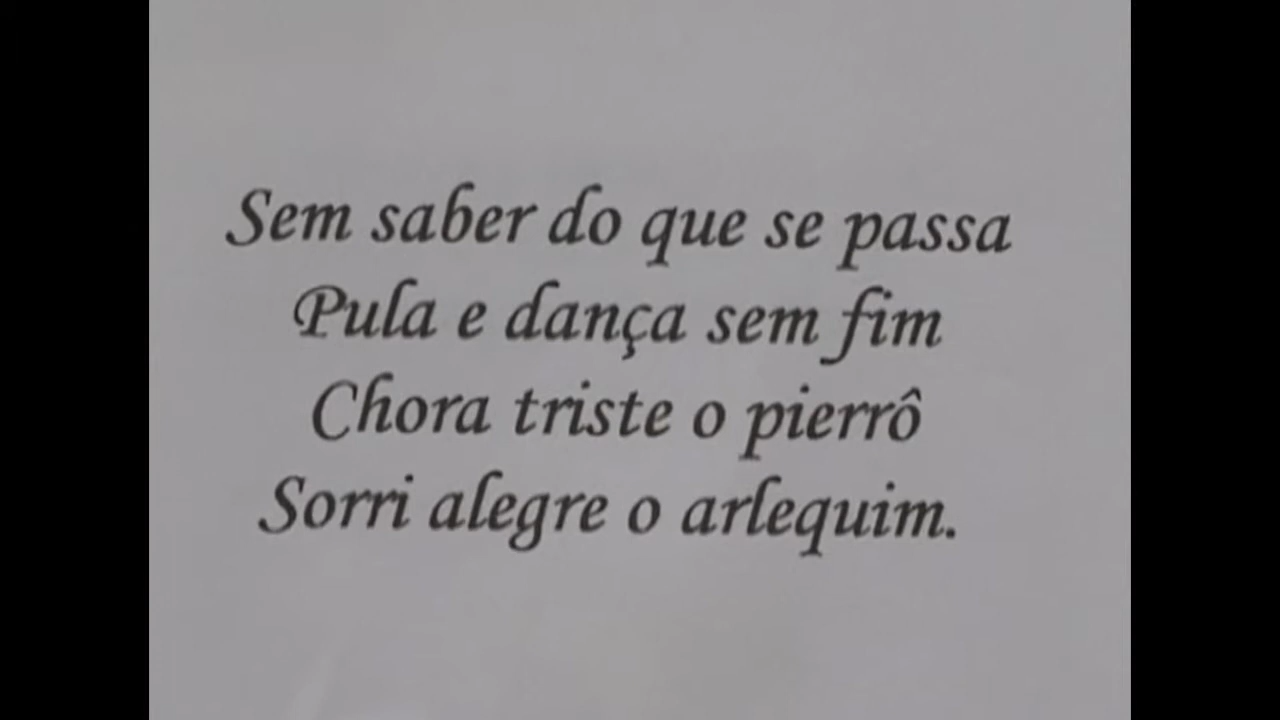 Sem saber do que se passa
Pula e dança sem fim
Chora triste o pierrô
Sorri alegre o arlequim.